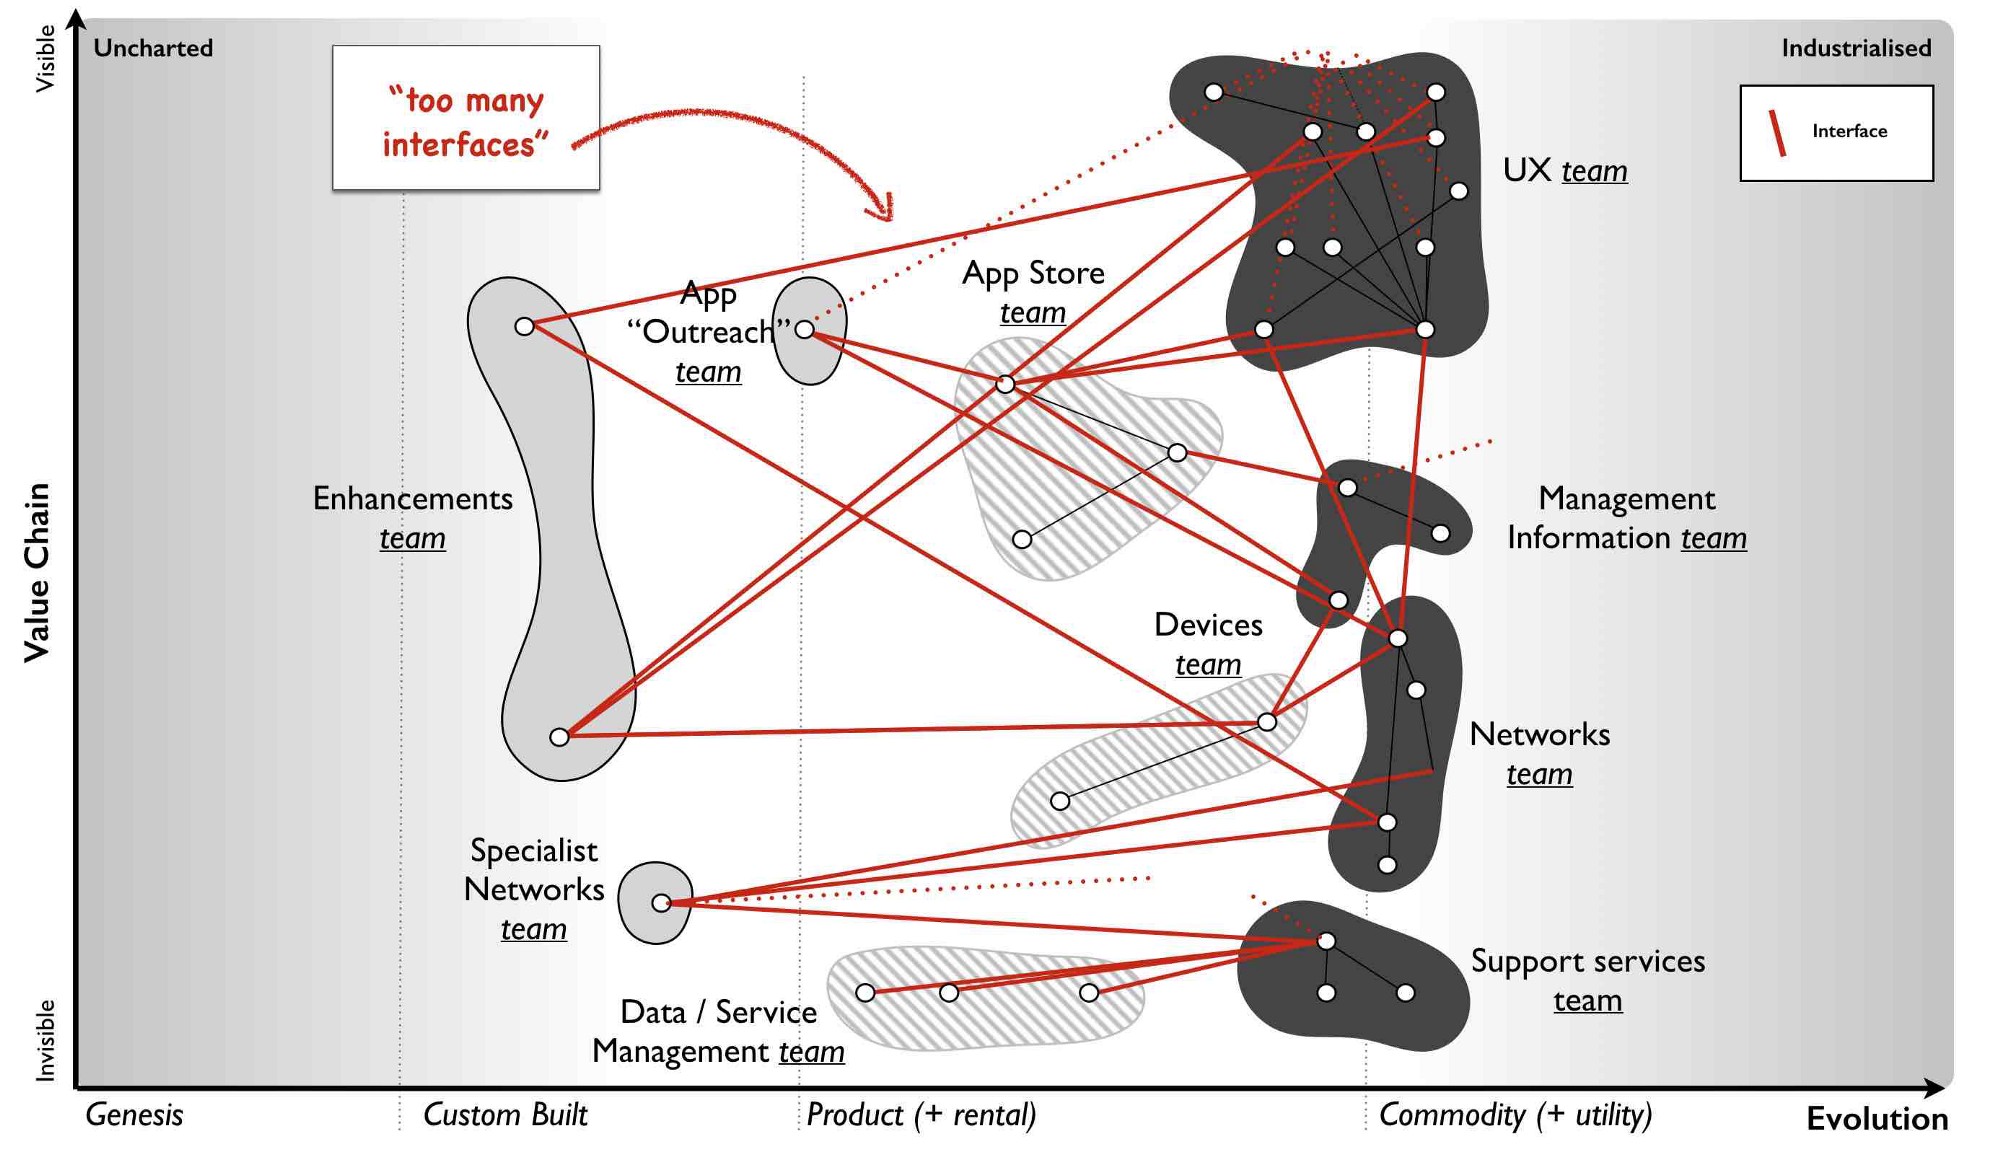 Visible
Uncharted
Industrialised
“too many
interfaces”
Interface
UX team
App Store
team
App
“Outreach”
team
Enhancements
team
Management
Information team
Value Chain
Devices
team
Networks
team
Specialist
Networks
team
Support services
team
Data / Service
Management team
Invisible
Genesis
Custom Built
Product (+ rental)
Commodity (+ utility)
Evolution